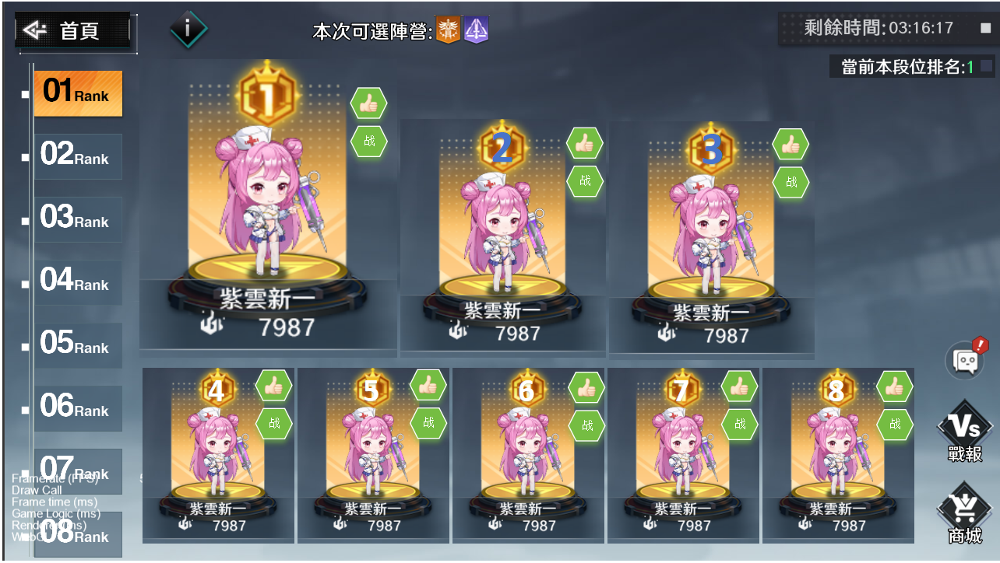 首頁
i
本次可選陣營:
剩餘時間:03:16:17
當前本段位排名:1
01Rank
02Rank
03Rank
04Rank
05Rank
06Rank
07Rank
08Rank
1
战
紫雲新一
7987
2
战
紫雲新一
7987
3
战
紫雲新一
7987
4
战
紫雲新一
7987
5
战
紫雲新一
7987
6
战
紫雲新一
7987
7
战
紫雲新一
7987
8
战
紫雲新一
7987
!
Vs
戰報
商城
Framerate (FPS)
Draw Call
Frame time (ms)
Game Logic (ms)